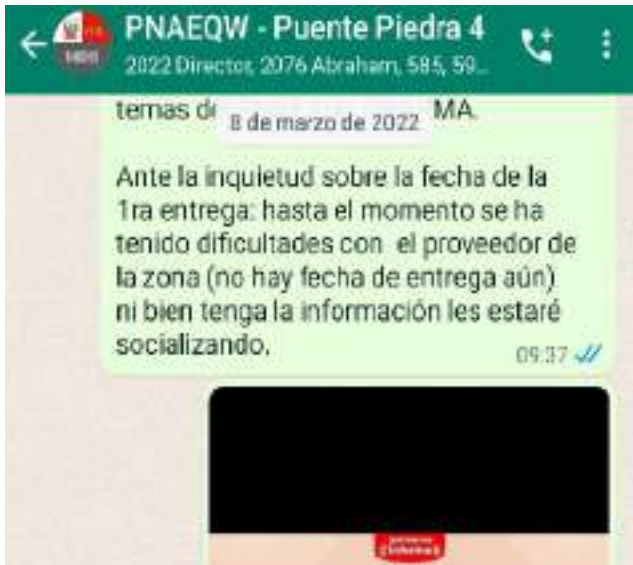 PNAEQW - Puente Piedra 4
2022 Director, 2076 Abraham, 585, 59...
temas de MA.
8 de marzo de 2022
Ante la inquietud sobre la fecha de la
1ra entrega: hasta el momento se ha
tenido dificultades con el proveedor de
la zona (no hay fecha de entrega aún)
ni bien tenga la información les estaré
socializando.
09:37